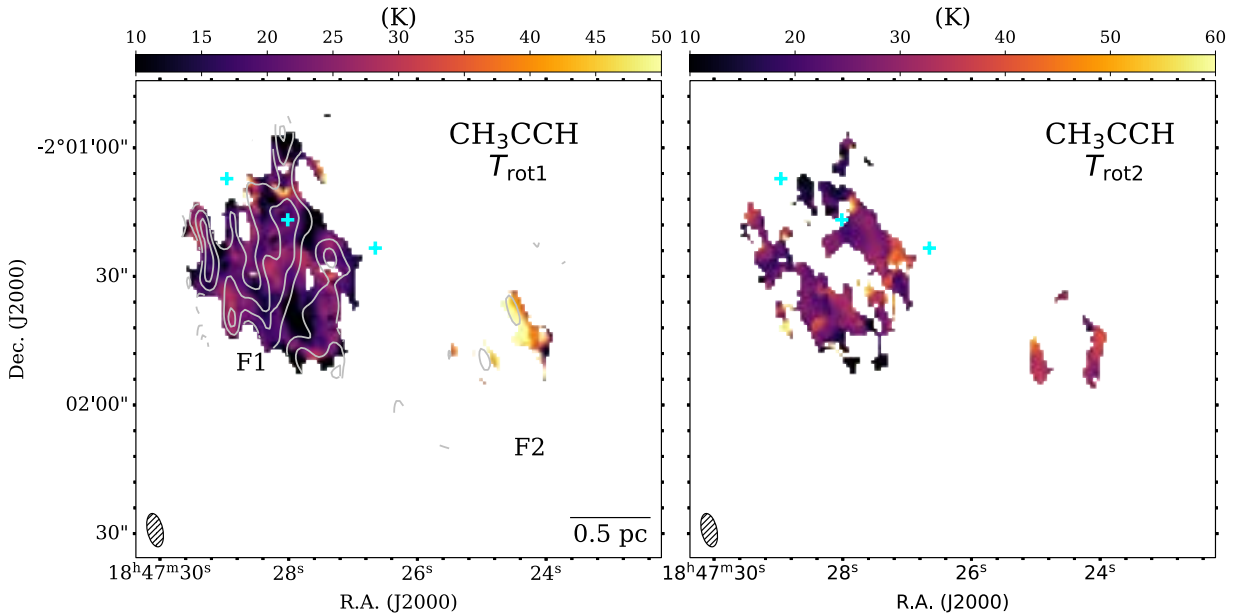 (K)
10 15 20 25 30 35 40 45 50
CH₃CCH
T_rot1
-2°01'00"
30"
02'00"
30"
Dec. (J2000)
F1
F2
0.5 pc
18ʰ47ᵐ30ˢ 28ˢ 26ˢ 24ˢ
R.A. (J2000)
(K)
10 20 30 40 50 60
CH₃CCH
T_rot2
18ʰ47ᵐ30ˢ 28ˢ 26ˢ 24ˢ
R.A. (J2000)